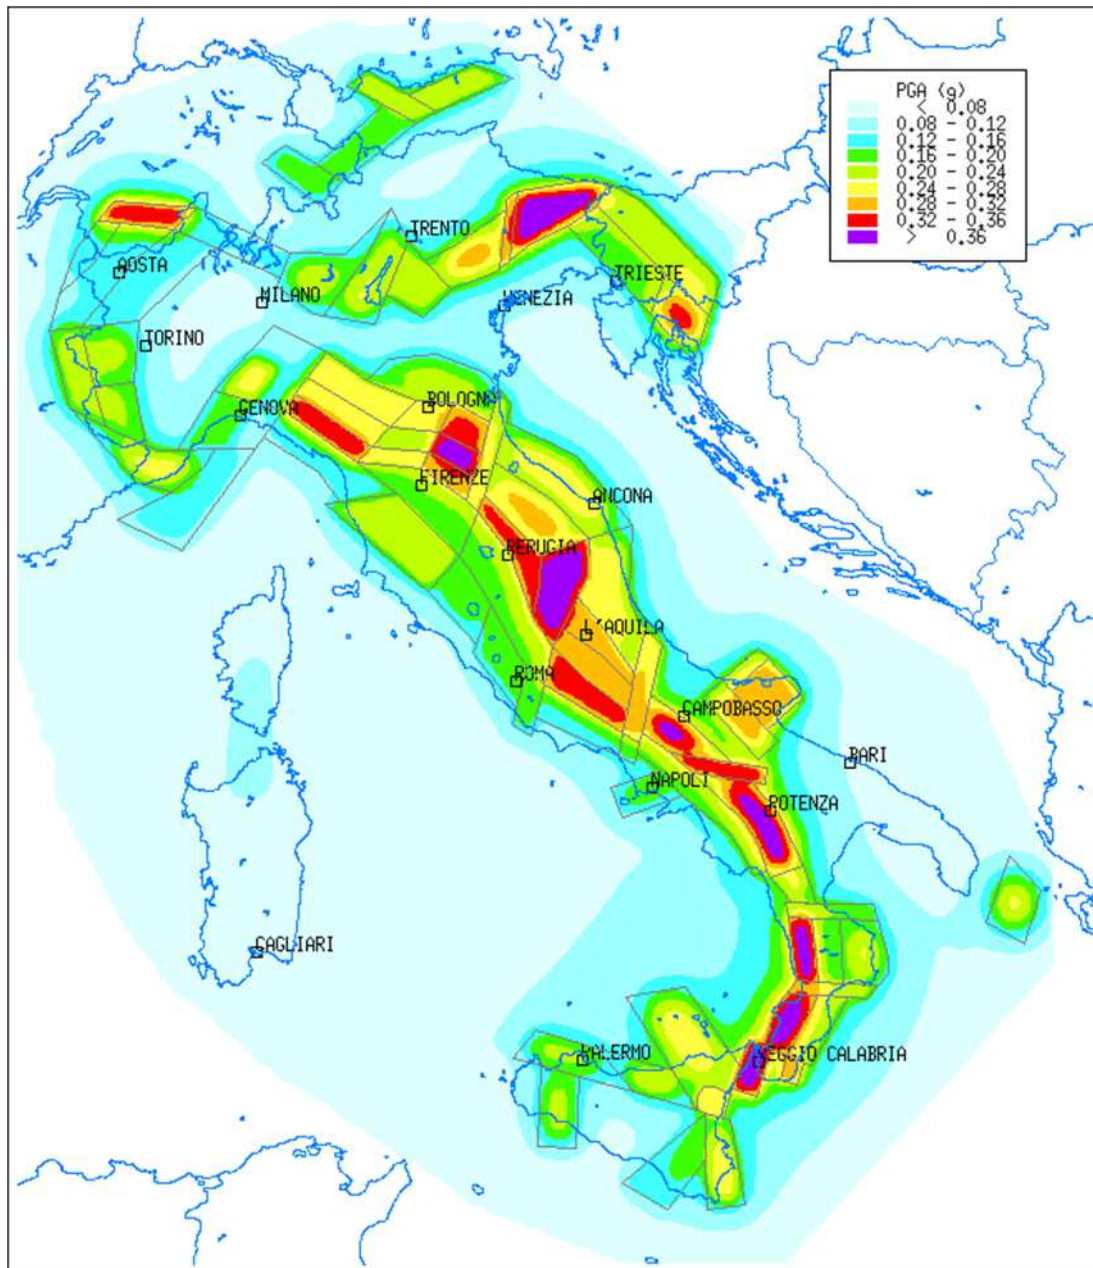 PGA (g)
< 0.08
0.08 - 0.12
0.12 - 0.16
0.16 - 0.20
0.20 - 0.24
0.24 - 0.28
0.28 - 0.32
0.32 - 0.36
> 0.36
TRENTO
AOSTA
TRIESTE
MILANO
VENEZIA
TORINO
BOLOGNA
GENOVA
FIRENZE
ANCONA
PERUGIA
L'AQUILA
ROMA
CAMPOBASSO
BARI
NAPOLI
POTENZA
CAGLIARI
PALERMO
REGGIO CALABRIA